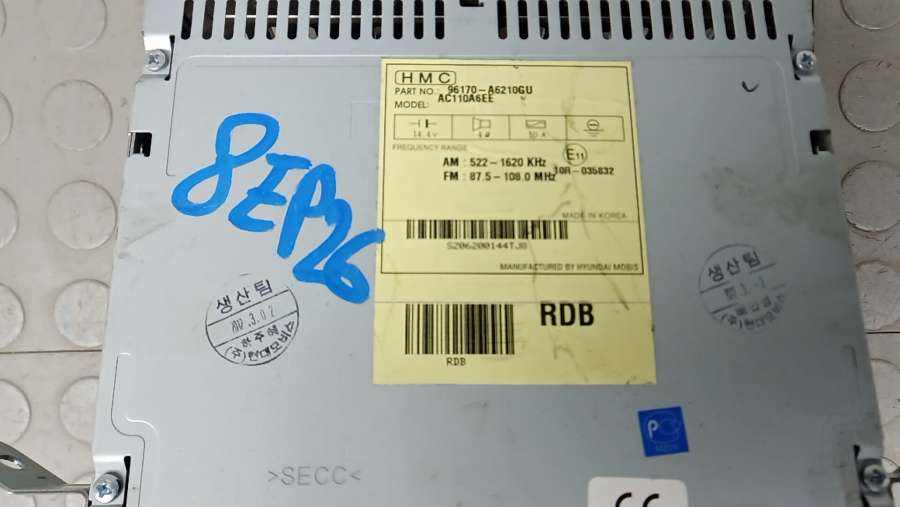 HMC
PART NO.: 96170-A6210GU
MODEL: AC110A6EE
14.4V 4Ω 10A
FREQUENCY RANGE
AM : 522-1620 KHz
FM : 87.5-108.0 MHz
E11
10R-035832
MADE IN KOREA
S206200144TJ0
MANUFACTURED BY HYUNDAI MOBIS
RDB
RDB
8EP26
생산팀
생산팀
PC
>SECC<
CE